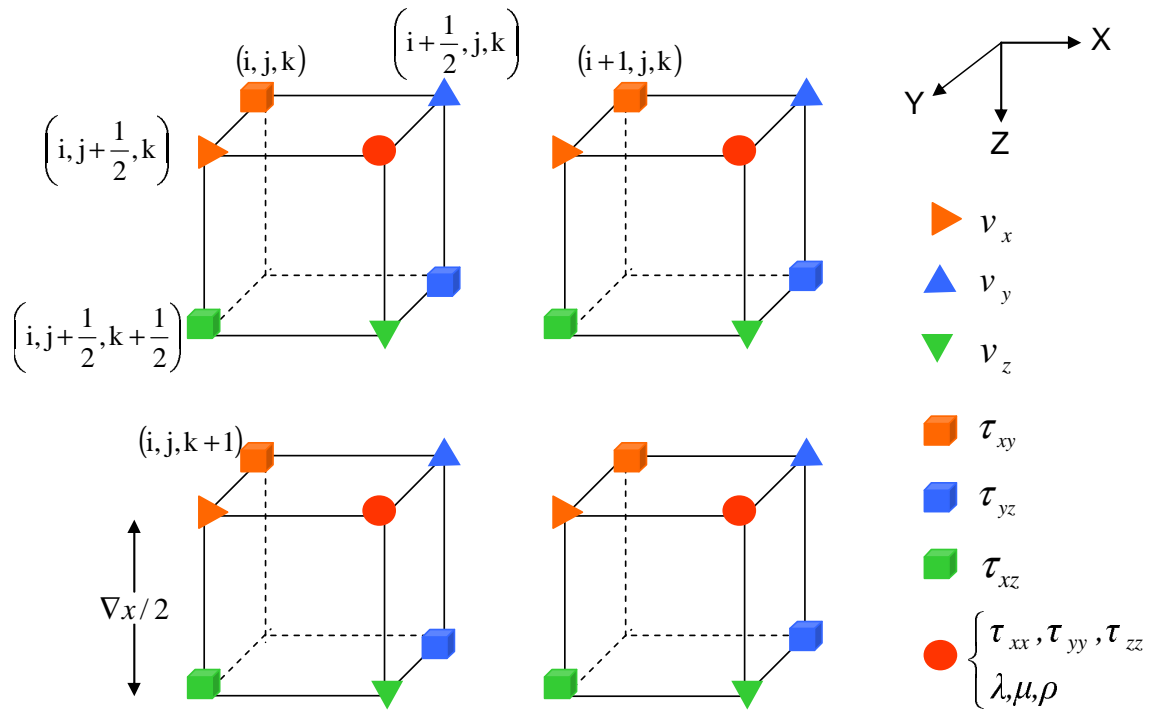 (i, j, k)
(i+1/2, j, k)
(i+1, j, k)
X
Y
Z
(i, j+1/2, k)
(i, j+1/2, k+1/2)
(i, j, k+1)
∇x/2
v_x
v_y
v_z
τ_xy
τ_yz
τ_xz
τ_xx, τ_yy, τ_zz
λ,μ,ρ